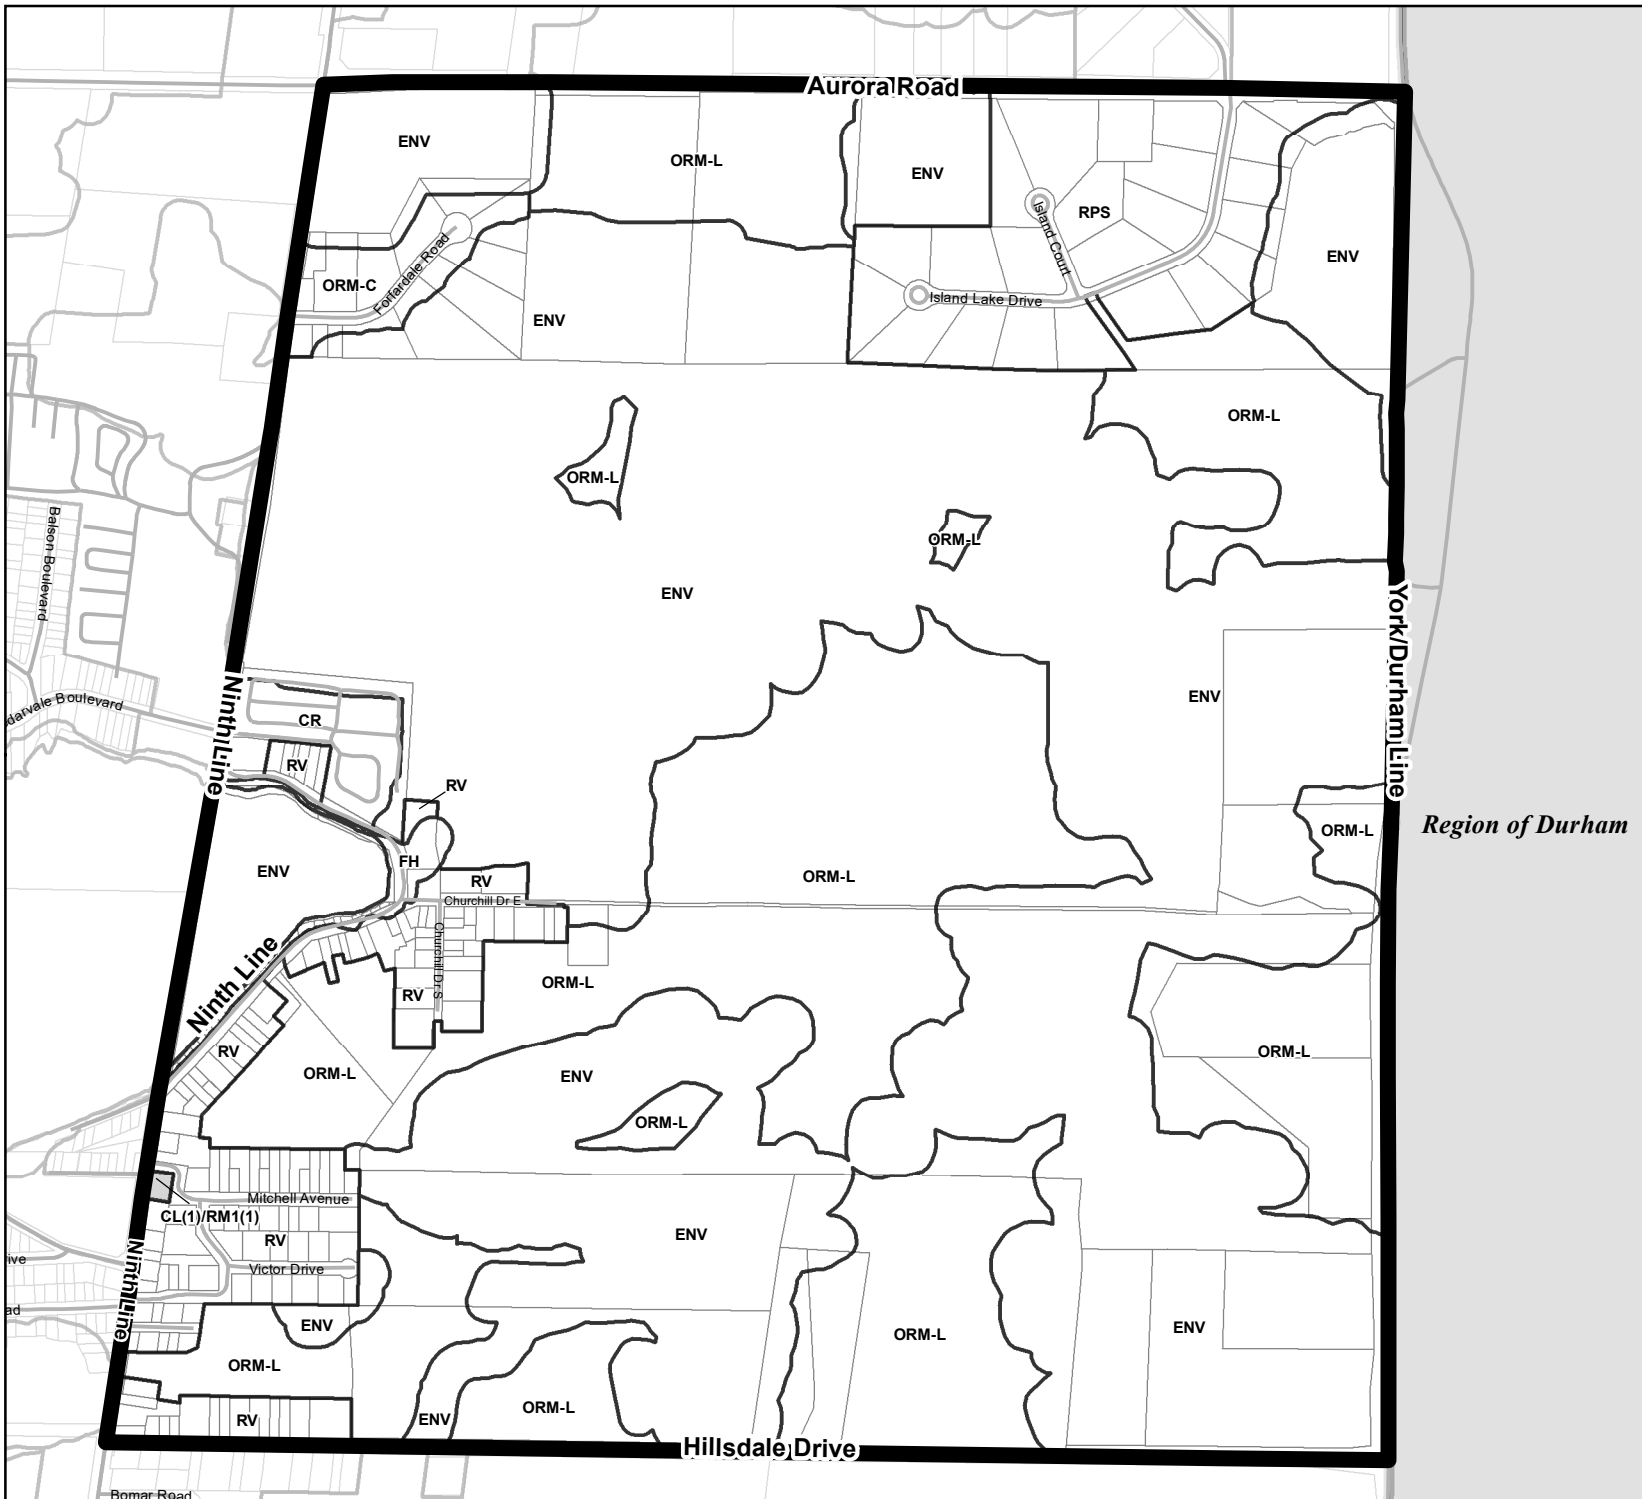 Aurora Road
ENV
ORM-L
ENV
Island Court
RPS
ENV
Forfardale Road
ORM-C
Island Lake Drive
ENV
ORM-L
ORM-L
ORM-L
Balson Boulevard
ENV
York/Durham Line
ENV
darvale Boulevard
Ninth Line
CR
RV
RV
Region of Durham
ORM-L
FH
ENV
RV
ORM-L
Churchill Dr E
Churchill Dr S
Ninth Line
ORM-L
RV
RV
ORM-L
ENV
ORM-L
ORM-L
Mitchell Avenue
CL(1)/RM1(1)
RV
ENV
ive
Victor Drive
Ninth Line
ad
ENV
ORM-L
ENV
ORM-L
ORM-L
RV
ENV
Hillsdale Drive
Bomar Road